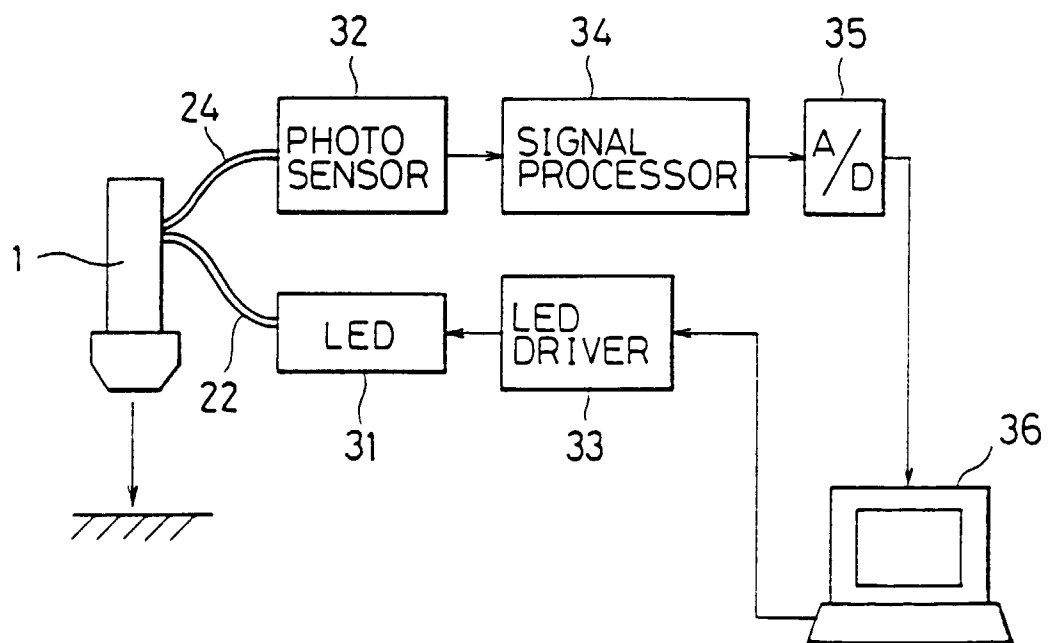 32
34
35
24
PHOTO
SENSOR
SIGNAL
PROCESSOR
A/D
1
LED
LED
DRIVER
22
31
33
36